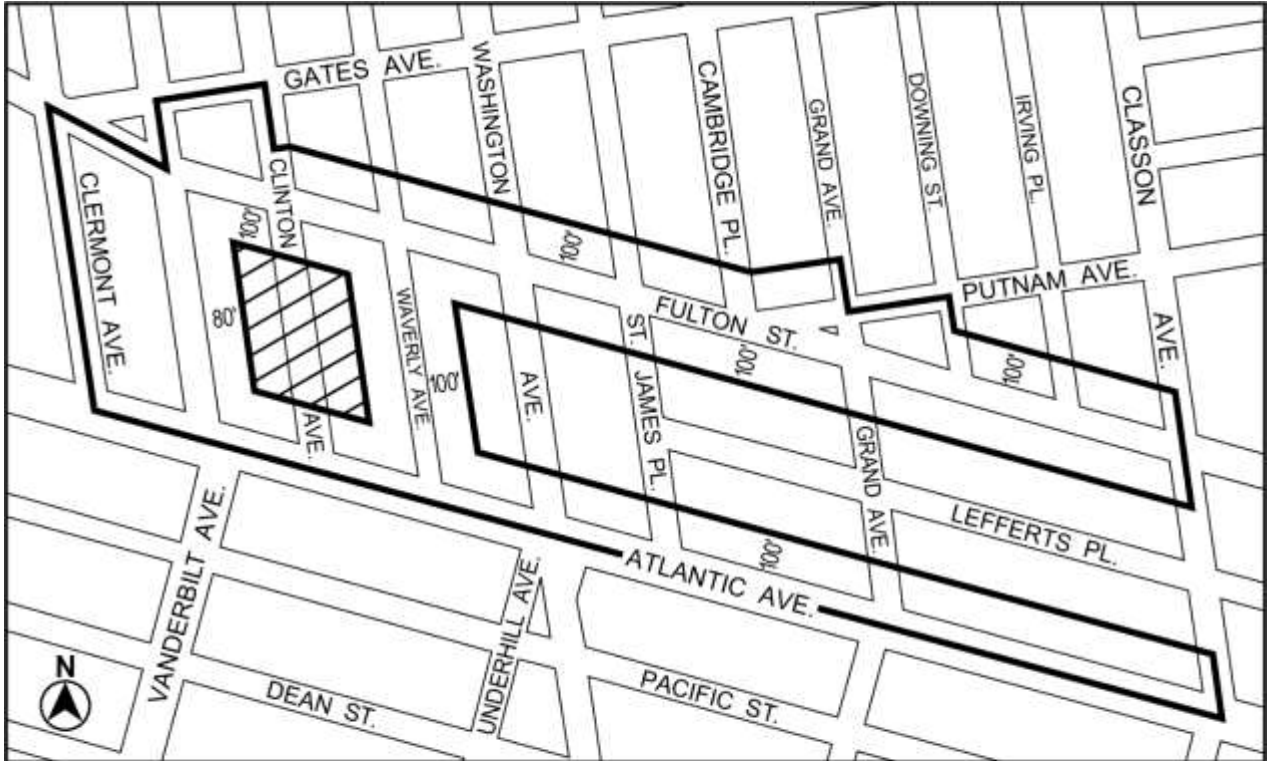 GATES AVE.
WASHINGTON
AVE.
CAMBRIDGE PL.
GRAND AVE.
DOWNING ST.
IRVING PL.
CLASSON
AVE.
CLERMONT AVE.
CLINTON
AVE.
100'
80'
WAVERLY AVE
100'
100'
PUTNAM AVE.
FULTON ST.
ST. JAMES PL.
100'
100'
GRAND AVE.
LEFFERTS PL.
100'
ATLANTIC AVE.
VANDERBILT AVE.
UNDERHILL AVE.
N
DEAN ST.
PACIFIC ST.